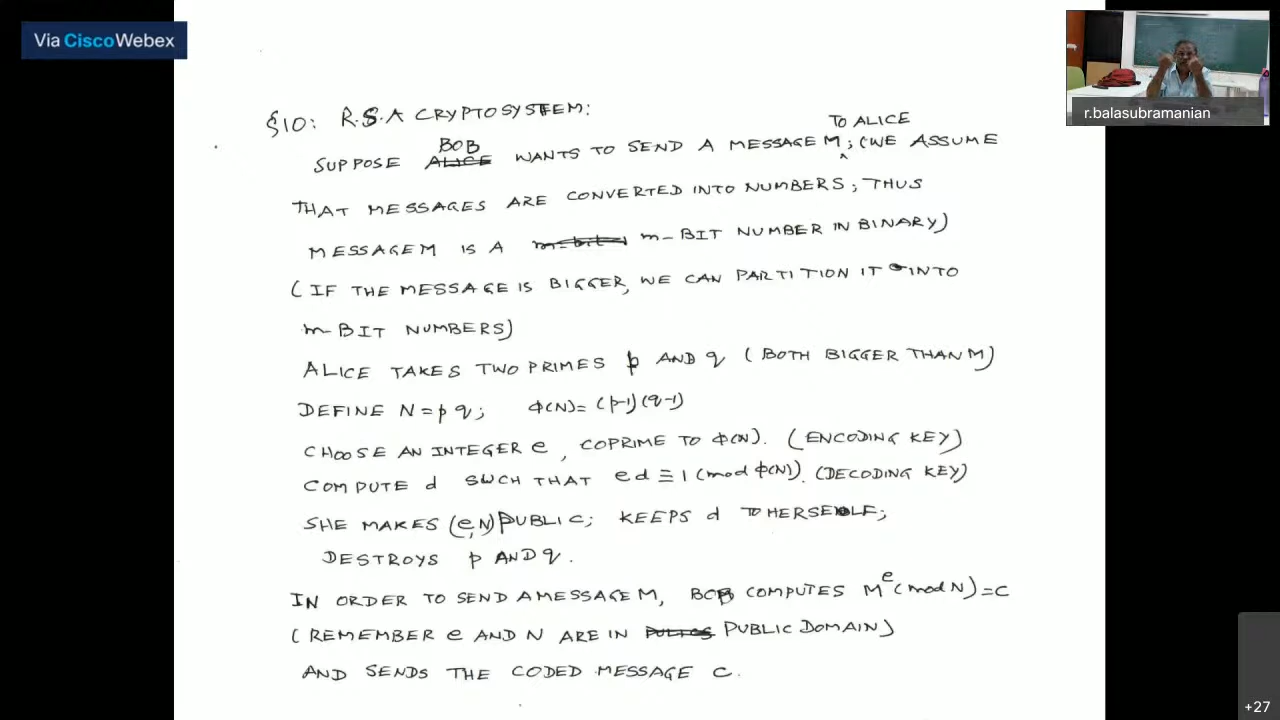 Via Cisco Webex
r.balasubramanian
§10: R.S.A CRYPTOSYSTEM:
SUPPOSE ALICE BOB WANTS TO SEND A MESSAGE M TO ALICE; (WE ASSUME
THAT MESSAGES ARE CONVERTED INTO NUMBERS; THUS
MESSAGE M IS A m-bit m-BIT NUMBER IN BINARY)
(IF THE MESSAGE IS BIGGER, WE CAN PARTITION IT INTO
m-BIT NUMBERS)
ALICE TAKES TWO PRIMES p AND q (BOTH BIGGER THAN M)
DEFINE N = p q; Φ(N) = (p-1)(q-1)
CHOOSE AN INTEGER e, COPRIME TO Φ(N). (ENCODING KEY)
COMPUTE d SUCH THAT ed ≡ 1 (mod Φ(N)). (DECODING KEY)
SHE MAKES (e, N) PUBLIC; KEEPS d TO HERSELF;
DESTROYS p AND q.
IN ORDER TO SEND A MESSAGE M, BOB COMPUTES M^e (mod N) = C
(REMEMBER e AND N ARE IN PUBLIC DOMAIN)
AND SENDS THE CODED MESSAGE C.
+27